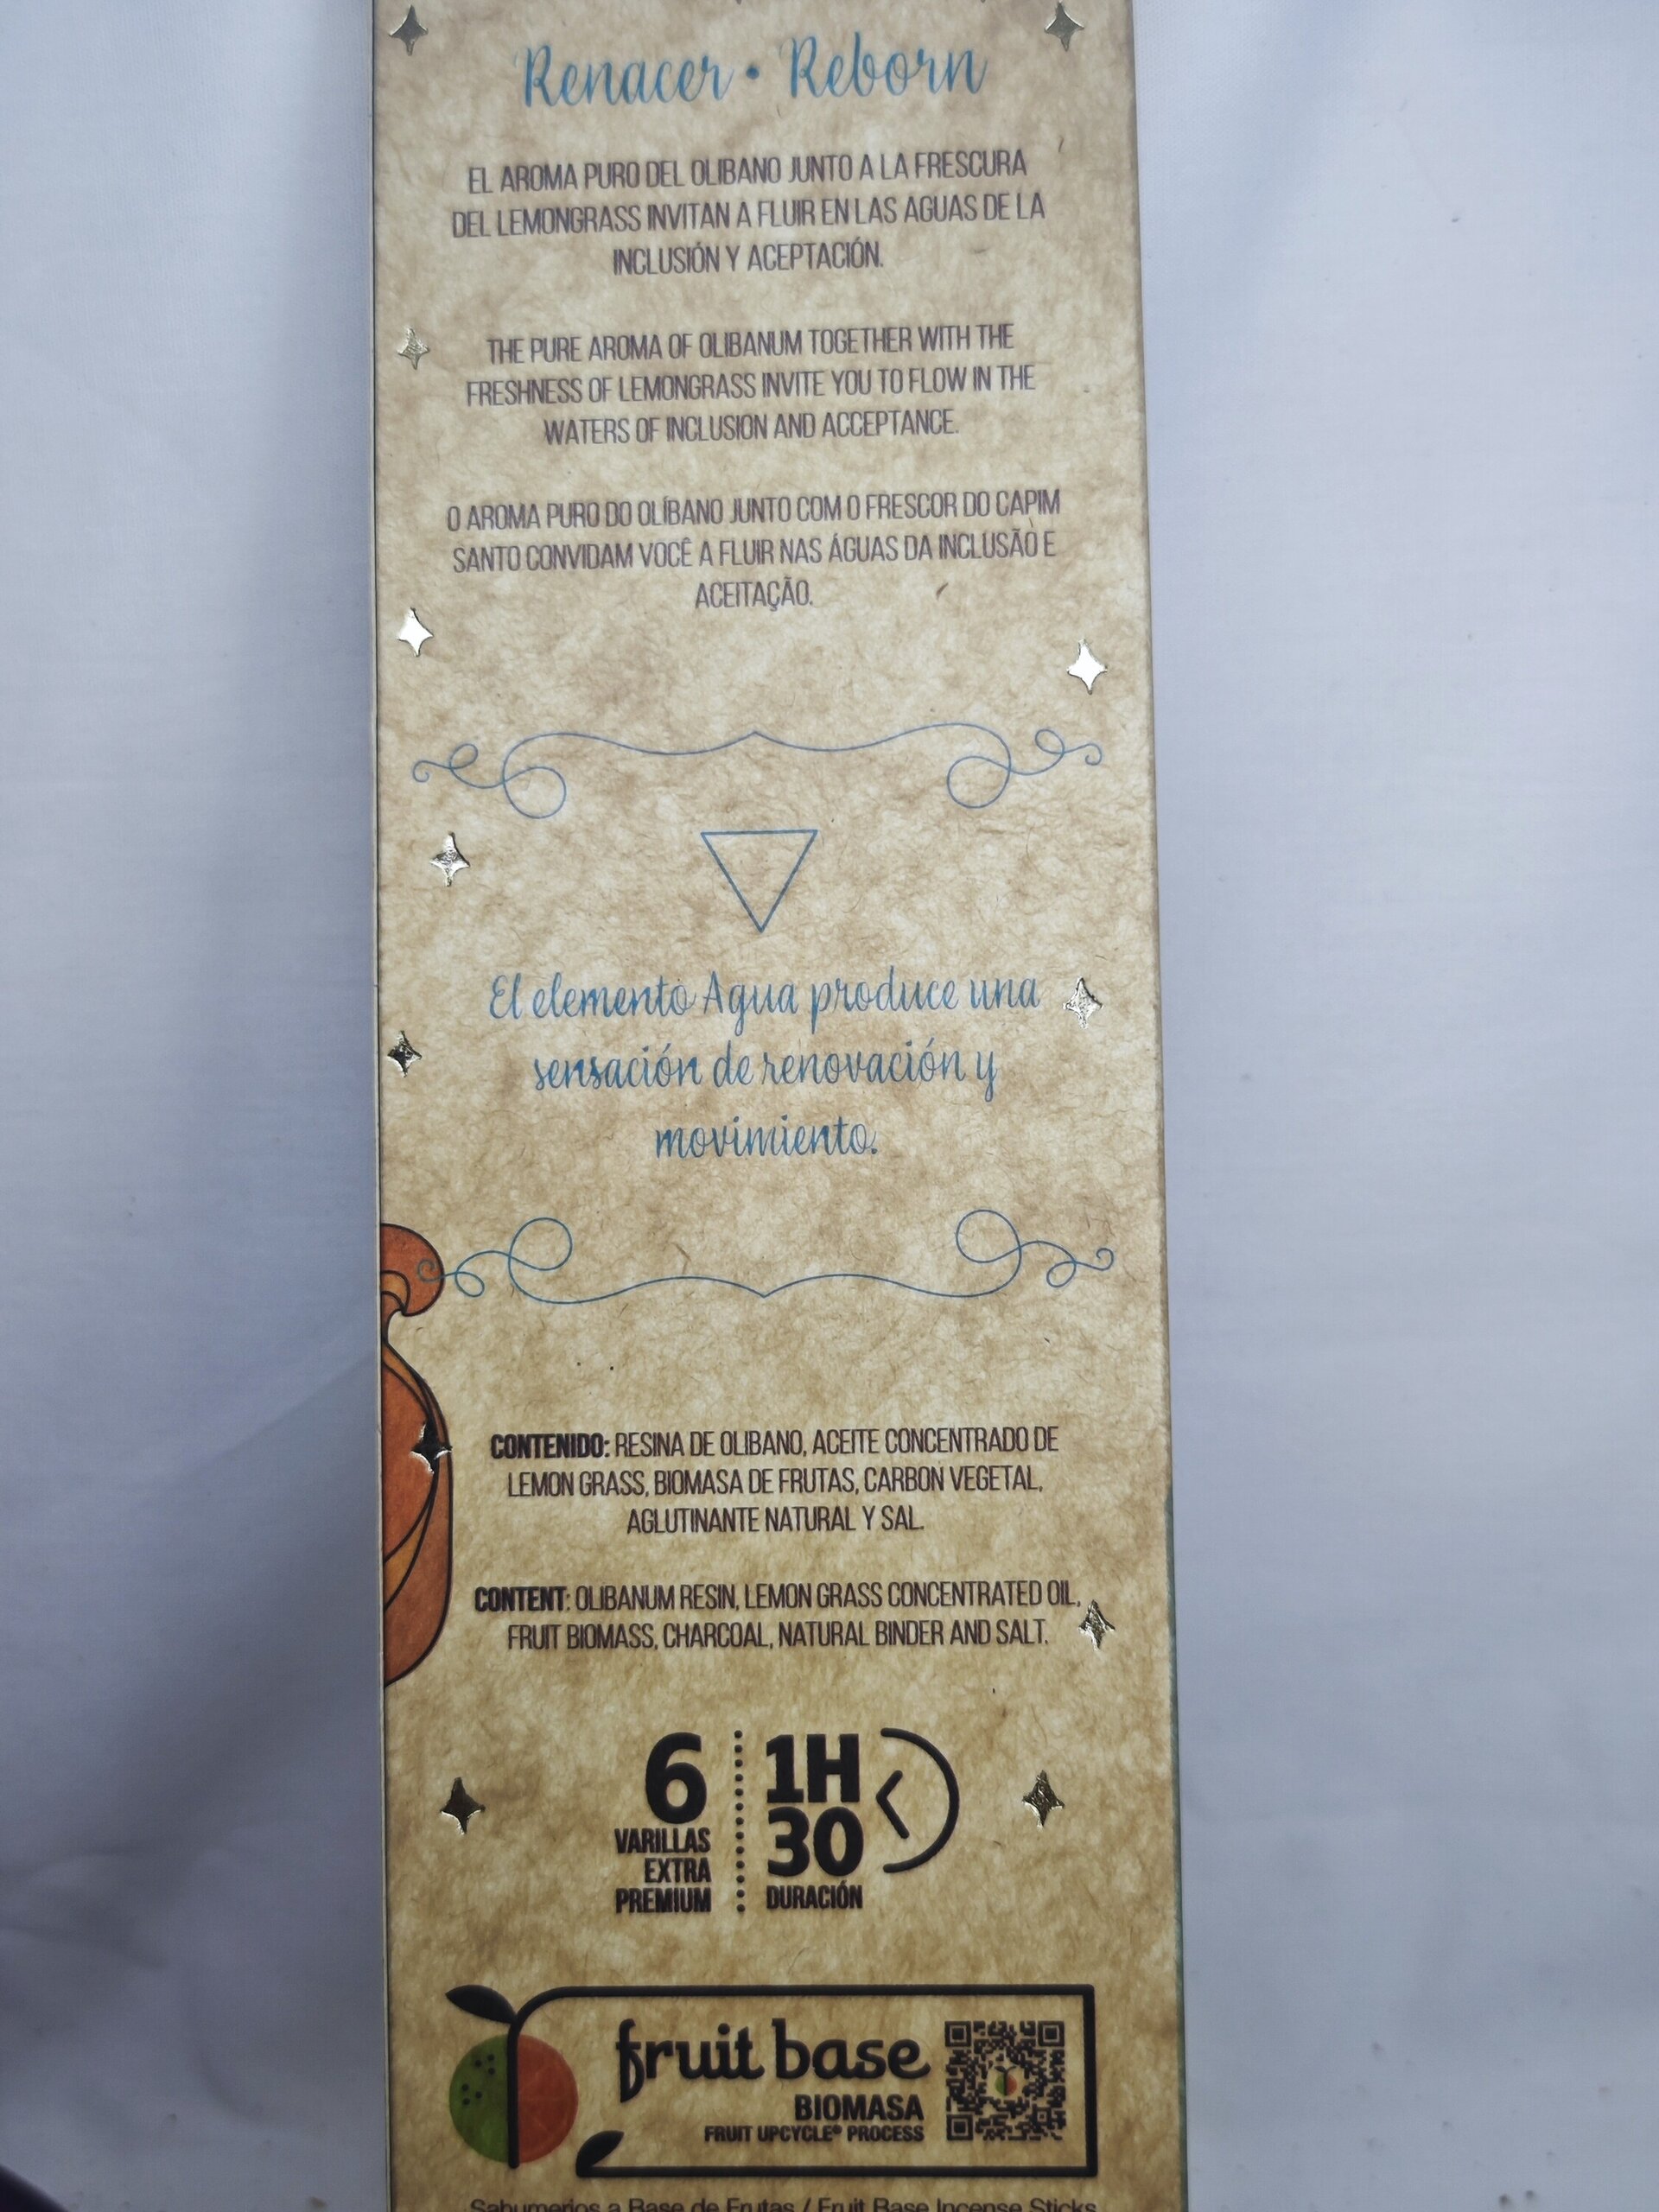 Renacer • Reborn
EL AROMA PURO DEL OLIBANO JUNTO A LA FRESCURA
DEL LEMONGRASS INVITAN A FLUIR EN LAS AGUAS DE LA
INCLUSIÓN Y ACEPTACIÓN.
THE PURE AROMA OF OLIBANUM TOGETHER WITH THE
FRESHNESS OF LEMONGRASS INVITE YOU TO FLOW IN THE
WATERS OF INCLUSION AND ACCEPTANCE.
O AROMA PURO DO OLÍBANO JUNTO COM O FRESCOR DO CAPIM
SANTO CONVIDAM VOCÊ A FLUIR NAS ÁGUAS DA INCLUSÃO E
ACEITAÇÃO.
El elemento Agua produce una
sensación de renovación y
movimiento.
CONTENIDO: RESINA DE OLIBANO, ACEITE CONCENTRADO DE
LEMON GRASS, BIOMASA DE FRUTAS, CARBON VEGETAL,
AGLUTINANTE NATURAL Y SAL.
CONTENT: OLIBANUM RESIN, LEMON GRASS CONCENTRATED OIL,
FRUIT BIOMASS, CHARCOAL, NATURAL BINDER AND SALT.
6
VARILLAS
EXTRA
PREMIUM
1H
30
DURACIÓN
fruit base
BIOMASA
FRUIT UPCYCLE® PROCESS
Sahumerios a Base de Frutas / Fruit Base Incense Sticks